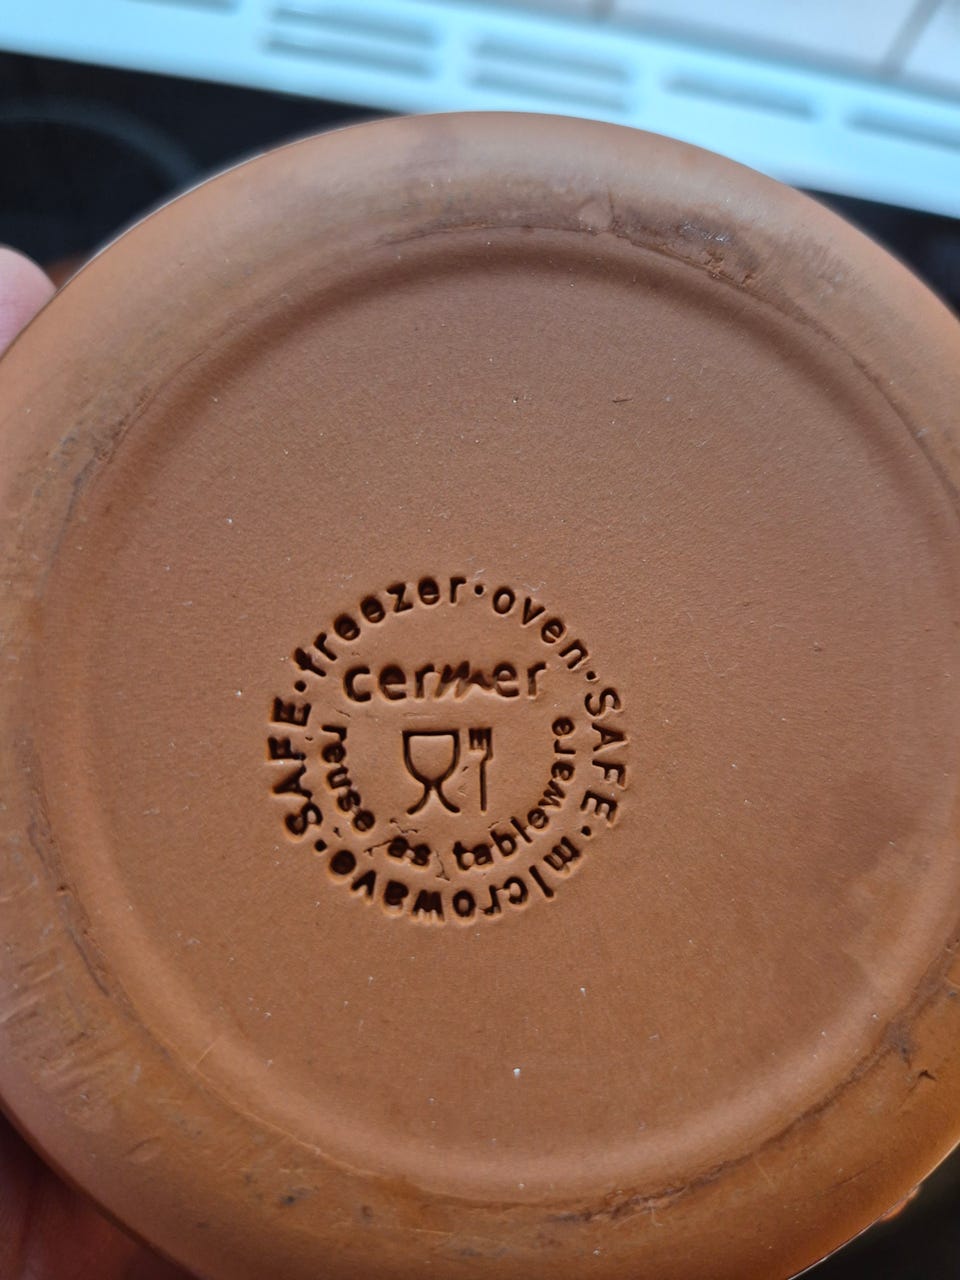 freezer·oven·SAFE·microwave·SAFE·
cermer
reuse as tableware